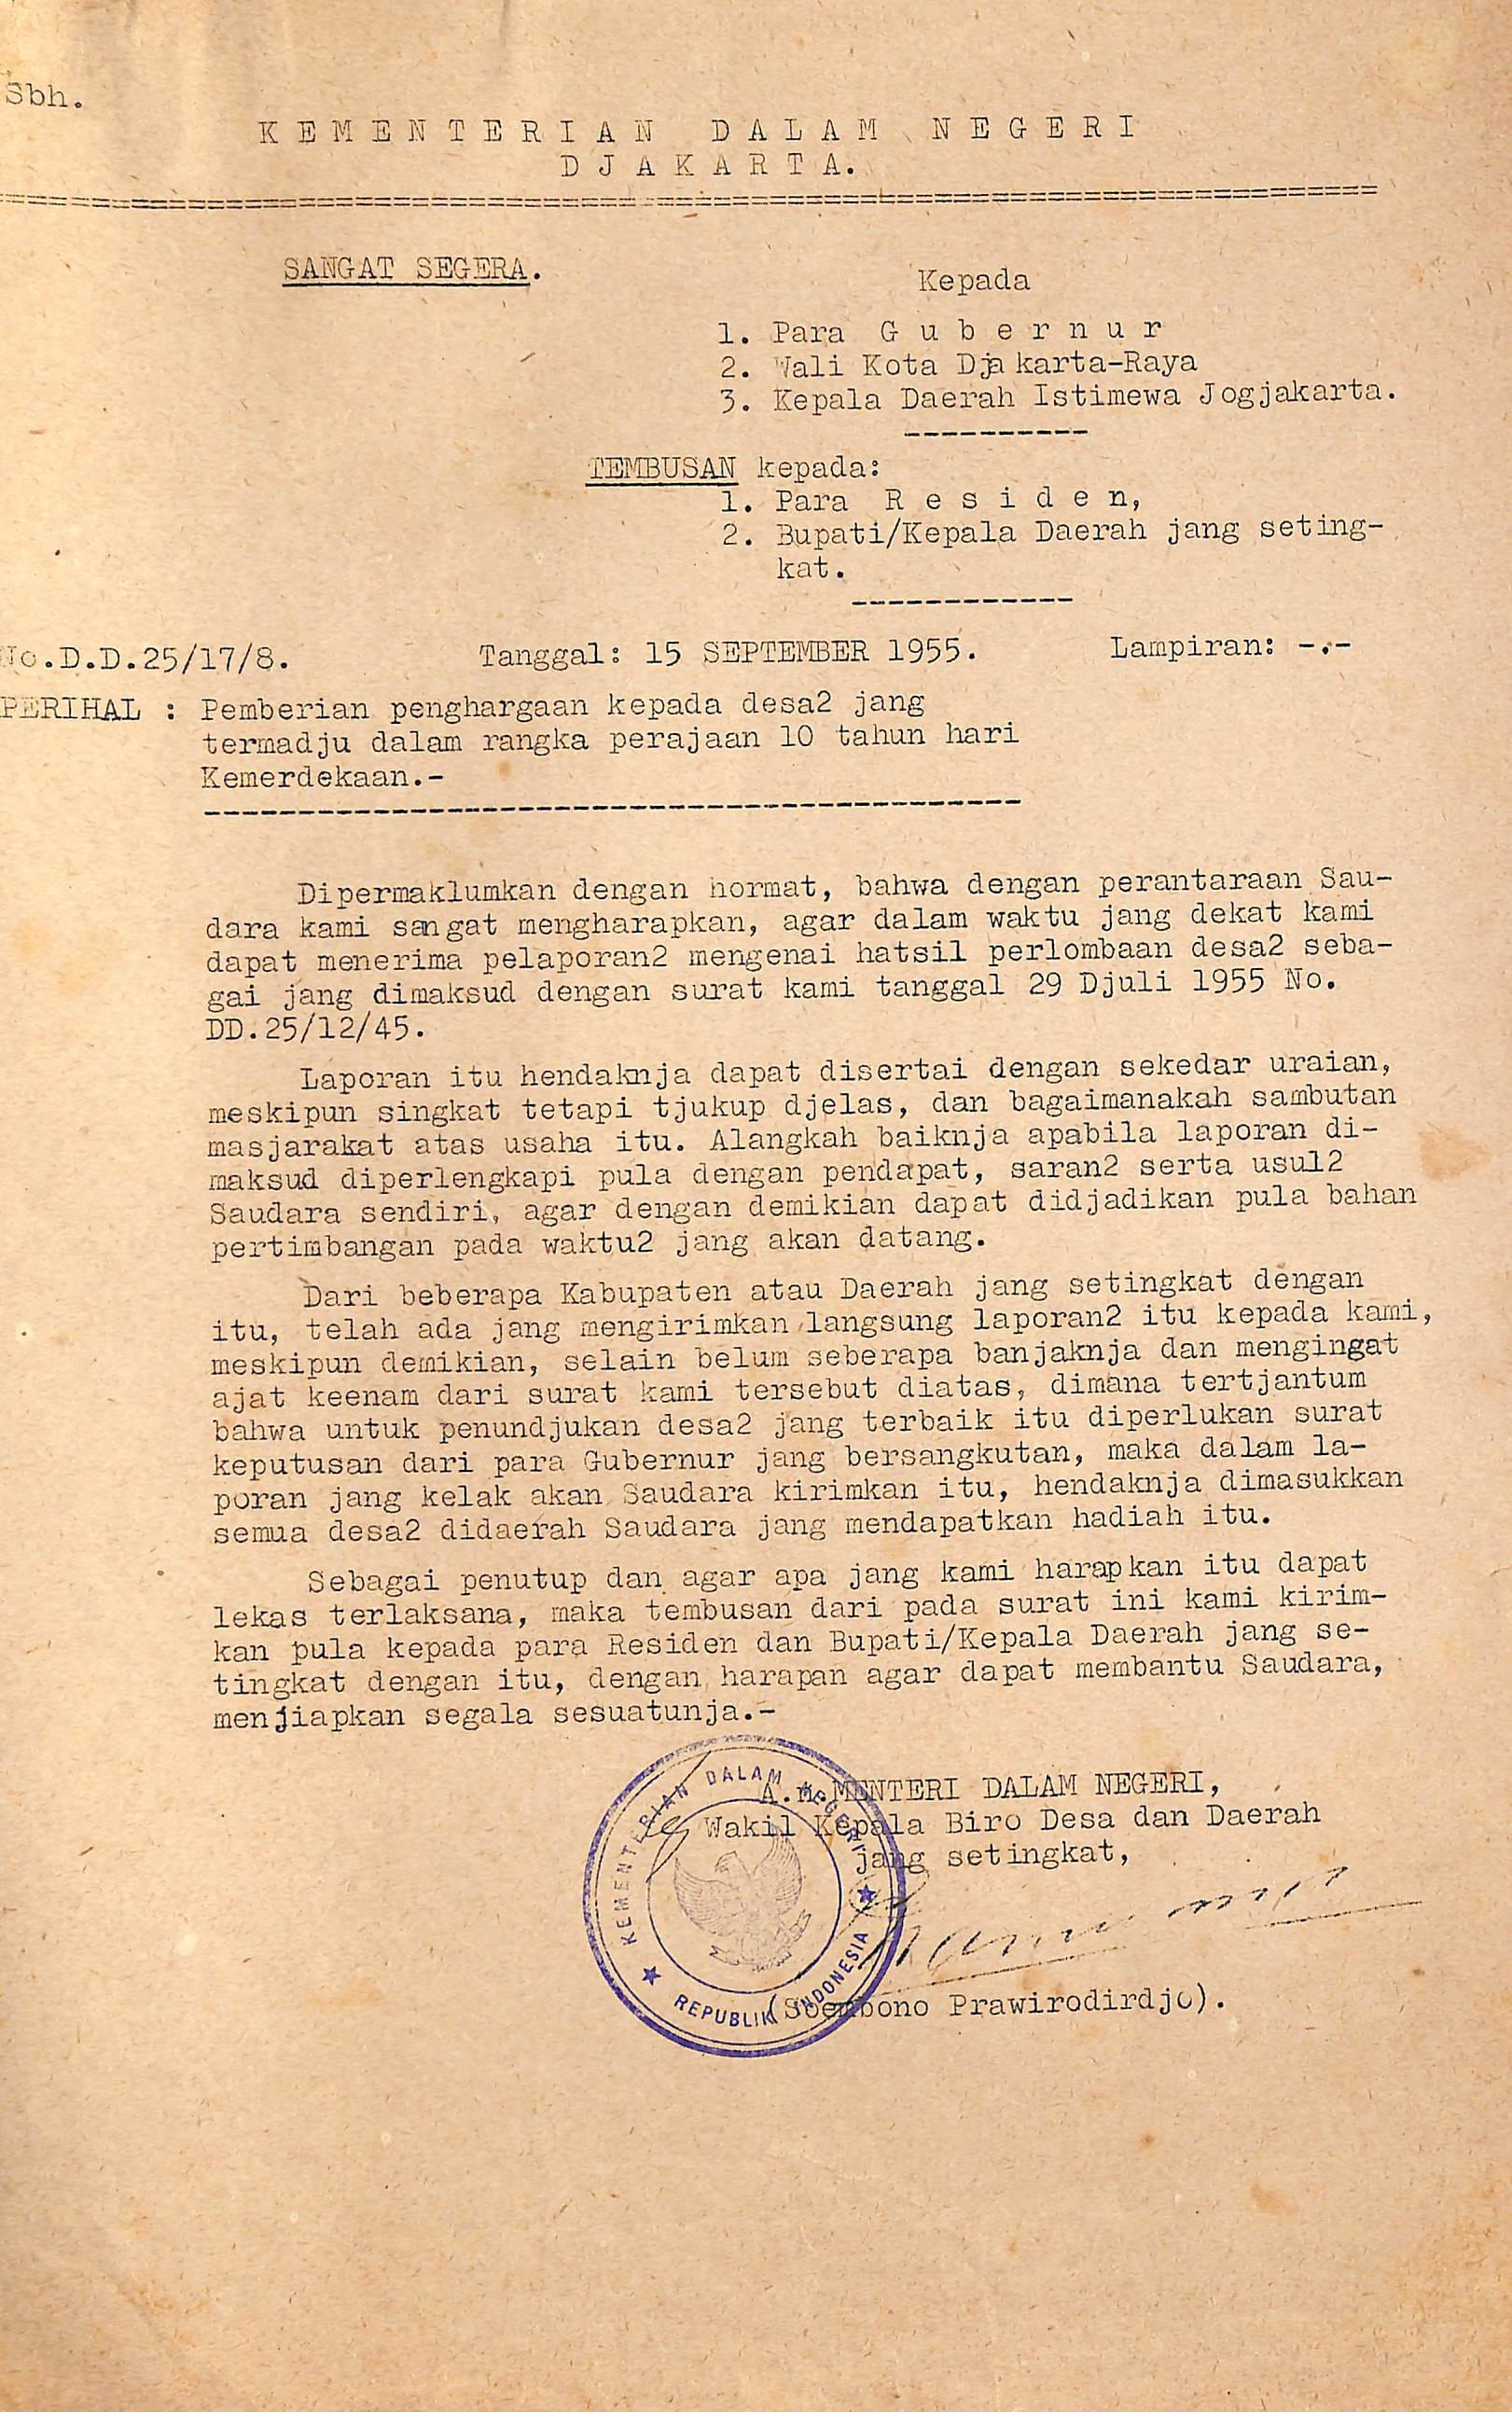 Sbh.
K E M E N T E R I A N   D A L A M   N E G E R I
D J A K A R T A.
SANGAT SEGERA.
Kepada
1. Para G u b e r n u r
2. Wali Kota Djakarta-Raya
3. Kepala Daerah Istimewa Jogjakarta.
TEMBUSAN kepada:
1. Para R e s i d e n,
2. Bupati/Kepala Daerah jang seting-
kat.
No.D.D.25/17/8. Tanggal: 15 SEPTEMBER 1955. Lampiran: -.-
PERIHAL : Pemberian penghargaan kepada desa2 jang
termadju dalam rangka perajaan 10 tahun hari
Kemerdekaan.-
Dipermaklumkan dengan hormat, bahwa dengan perantaraan Sau-
dara kami sangat mengharapkan, agar dalam waktu jang dekat kami
dapat menerima pelaporan2 mengenai hatsil perlombaan desa2 seba-
gai jang dimaksud dengan surat kami tanggal 29 Djuli 1955 No.
DD.25/12/45.
Laporan itu hendaknja dapat disertai dengan sekedar uraian,
meskipun singkat tetapi tjukup djelas, dan bagaimanakah sambutan
masjarakat atas usaha itu. Alangkah baiknja apabila laporan di-
maksud diperlengkapi pula dengan pendapat, saran2 serta usul2
Saudara sendiri, agar dengan demikian dapat didjadikan pula bahan
pertimbangan pada waktu2 jang akan datang.
Dari beberapa Kabupaten atau Daerah jang setingkat dengan
itu, telah ada jang mengirimkan langsung laporan2 itu kepada kami,
meskipun demikian, selain belum seberapa banjaknja dan mengingat
ajat keenam dari surat kami tersebut diatas, dimana tertjantum
bahwa untuk penundjukan desa2 jang terbaik itu diperlukan surat
keputusan dari para Gubernur jang bersangkutan, maka dalam la-
poran jang kelak akan Saudara kirimkan itu, hendaknja dimasukkan
semua desa2 didaerah Saudara jang mendapatkan hadiah itu.
Sebagai penutup dan agar apa jang kami harapkan itu dapat
lekas terlaksana, maka tembusan dari pada surat ini kami kirim-
kan pula kepada para Residen dan Bupati/Kepala Daerah jang se-
tingkat dengan itu, dengan harapan agar dapat membantu Saudara,
menjiapkan segala sesuatunja.-
A.n.MENTERI DALAM NEGERI,
Wakil Kepala Biro Desa dan Daerah
jang setingkat,
KEMENTERIAN DALAM NEGERI
REPUBLIK INDONESIA
(Soembono Prawirodirdjo).